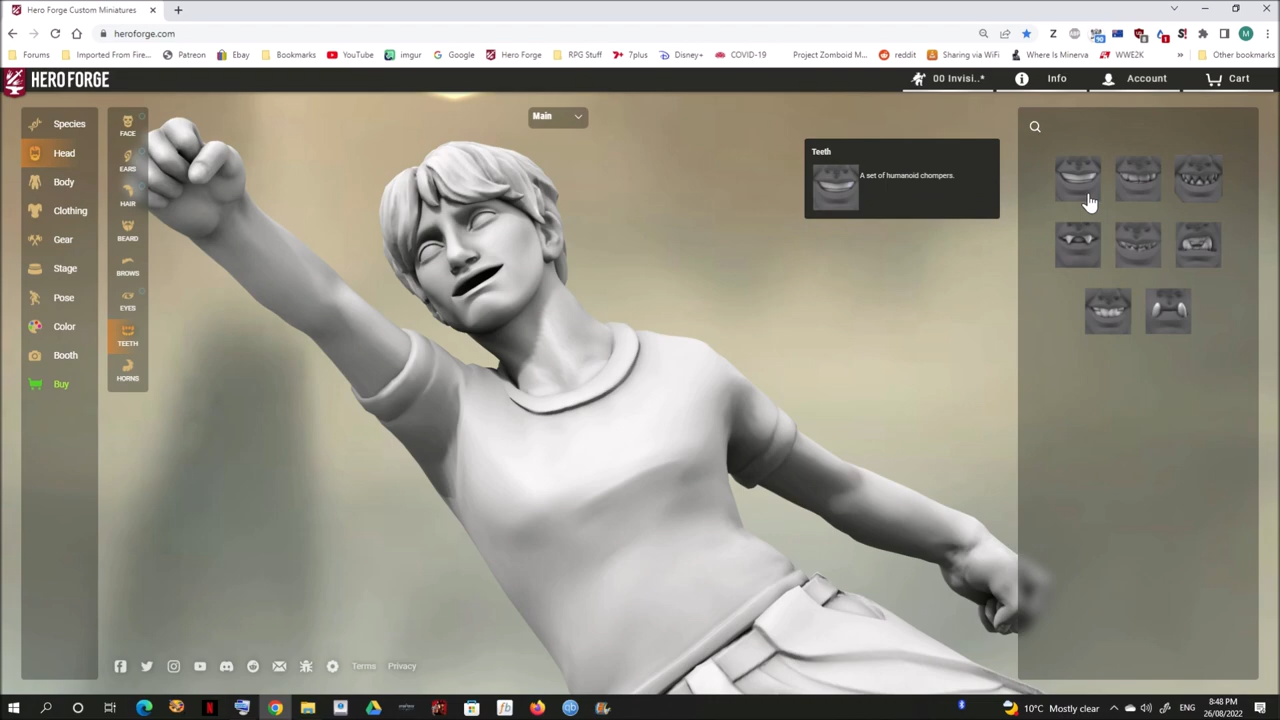 Hero Forge Custom Miniatures
heroforge.com
Forums Imported From Fire... Patreon Ebay Bookmarks YouTube imgur Google Hero Forge RPG Stuff 7plus Disney+ COVID-19 Project Zomboid M... reddit Sharing via WiFi Where Is Minerva WWE2K » Other bookmarks
HERO FORGE 00 Invisi..* Info Account Cart
Main
Species
Head
Body
Clothing
Gear
Stage
Pose
Color
Booth
Buy
FACE
EARS
HAIR
BEARD
BROWS
EYES
TEETH
HORNS
Teeth
A set of humanoid chompers.
Terms Privacy
10°C Mostly clear ENG 8:48 PM
26/08/2022